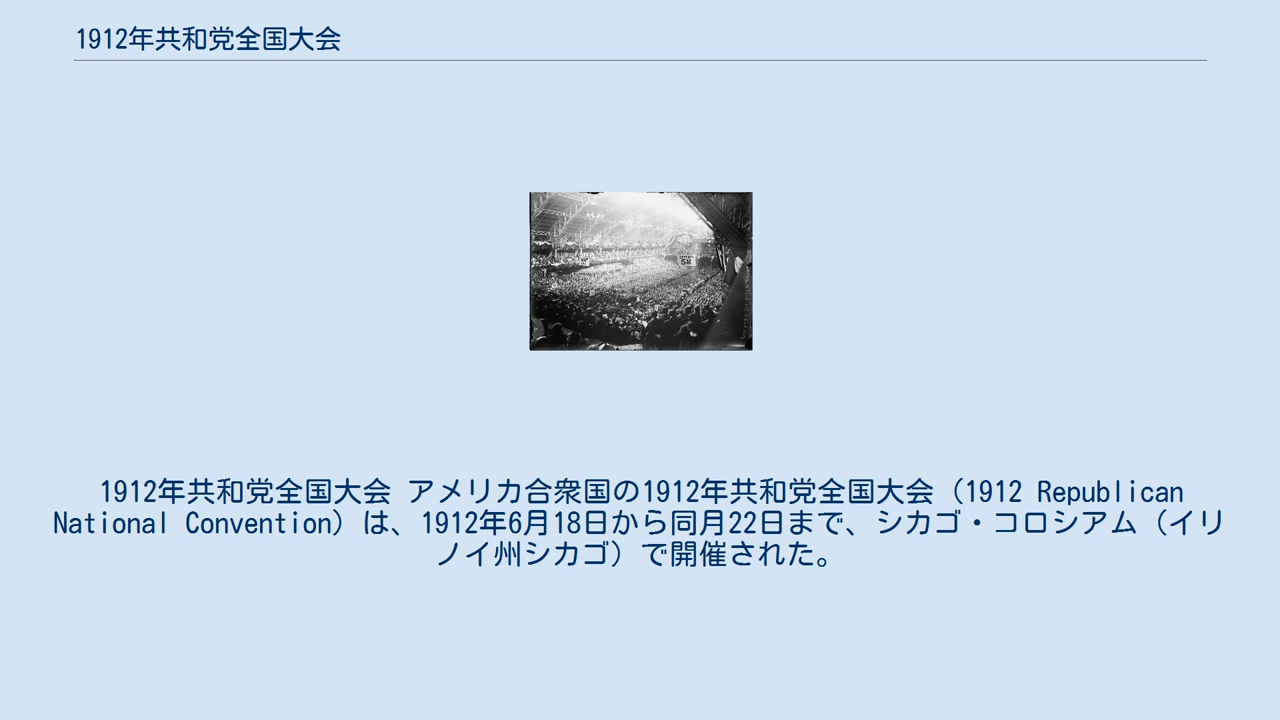 1912年共和党全国大会
1912年共和党全国大会 アメリカ合衆国の1912年共和党全国大会（1912 Republican
National Convention）は、1912年6月18日から同月22日まで、シカゴ・コロシアム（イリ
ノイ州シカゴ）で開催された。